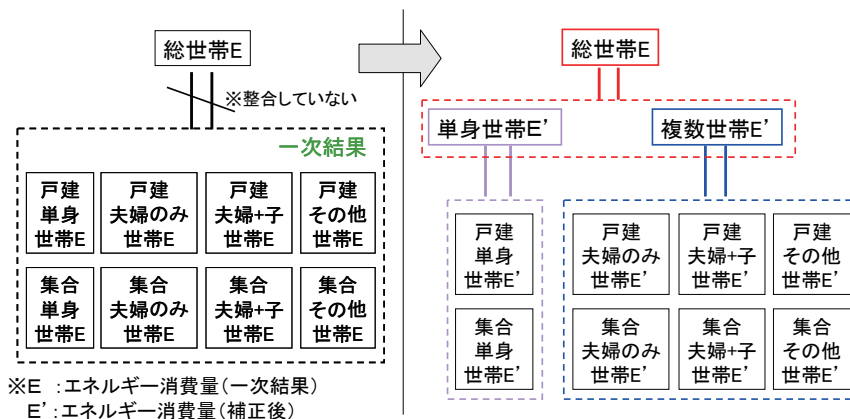 総世帯E
※整合していない
一次結果
戸建
単身
世帯E
戸建
夫婦のみ
世帯E
戸建
夫婦+子
世帯E
戸建
その他
世帯E
集合
単身
世帯E
集合
夫婦のみ
世帯E
集合
夫婦+子
世帯E
集合
その他
世帯E
※E :エネルギー消費量(一次結果)
E':エネルギー消費量(補正後)
総世帯E
単身世帯E'
複数世帯E'
戸建
単身
世帯E'
戸建
夫婦のみ
世帯E'
戸建
夫婦+子
世帯E'
戸建
その他
世帯E'
集合
単身
世帯E'
集合
夫婦のみ
世帯E'
集合
夫婦+子
世帯E'
集合
その他
世帯E'